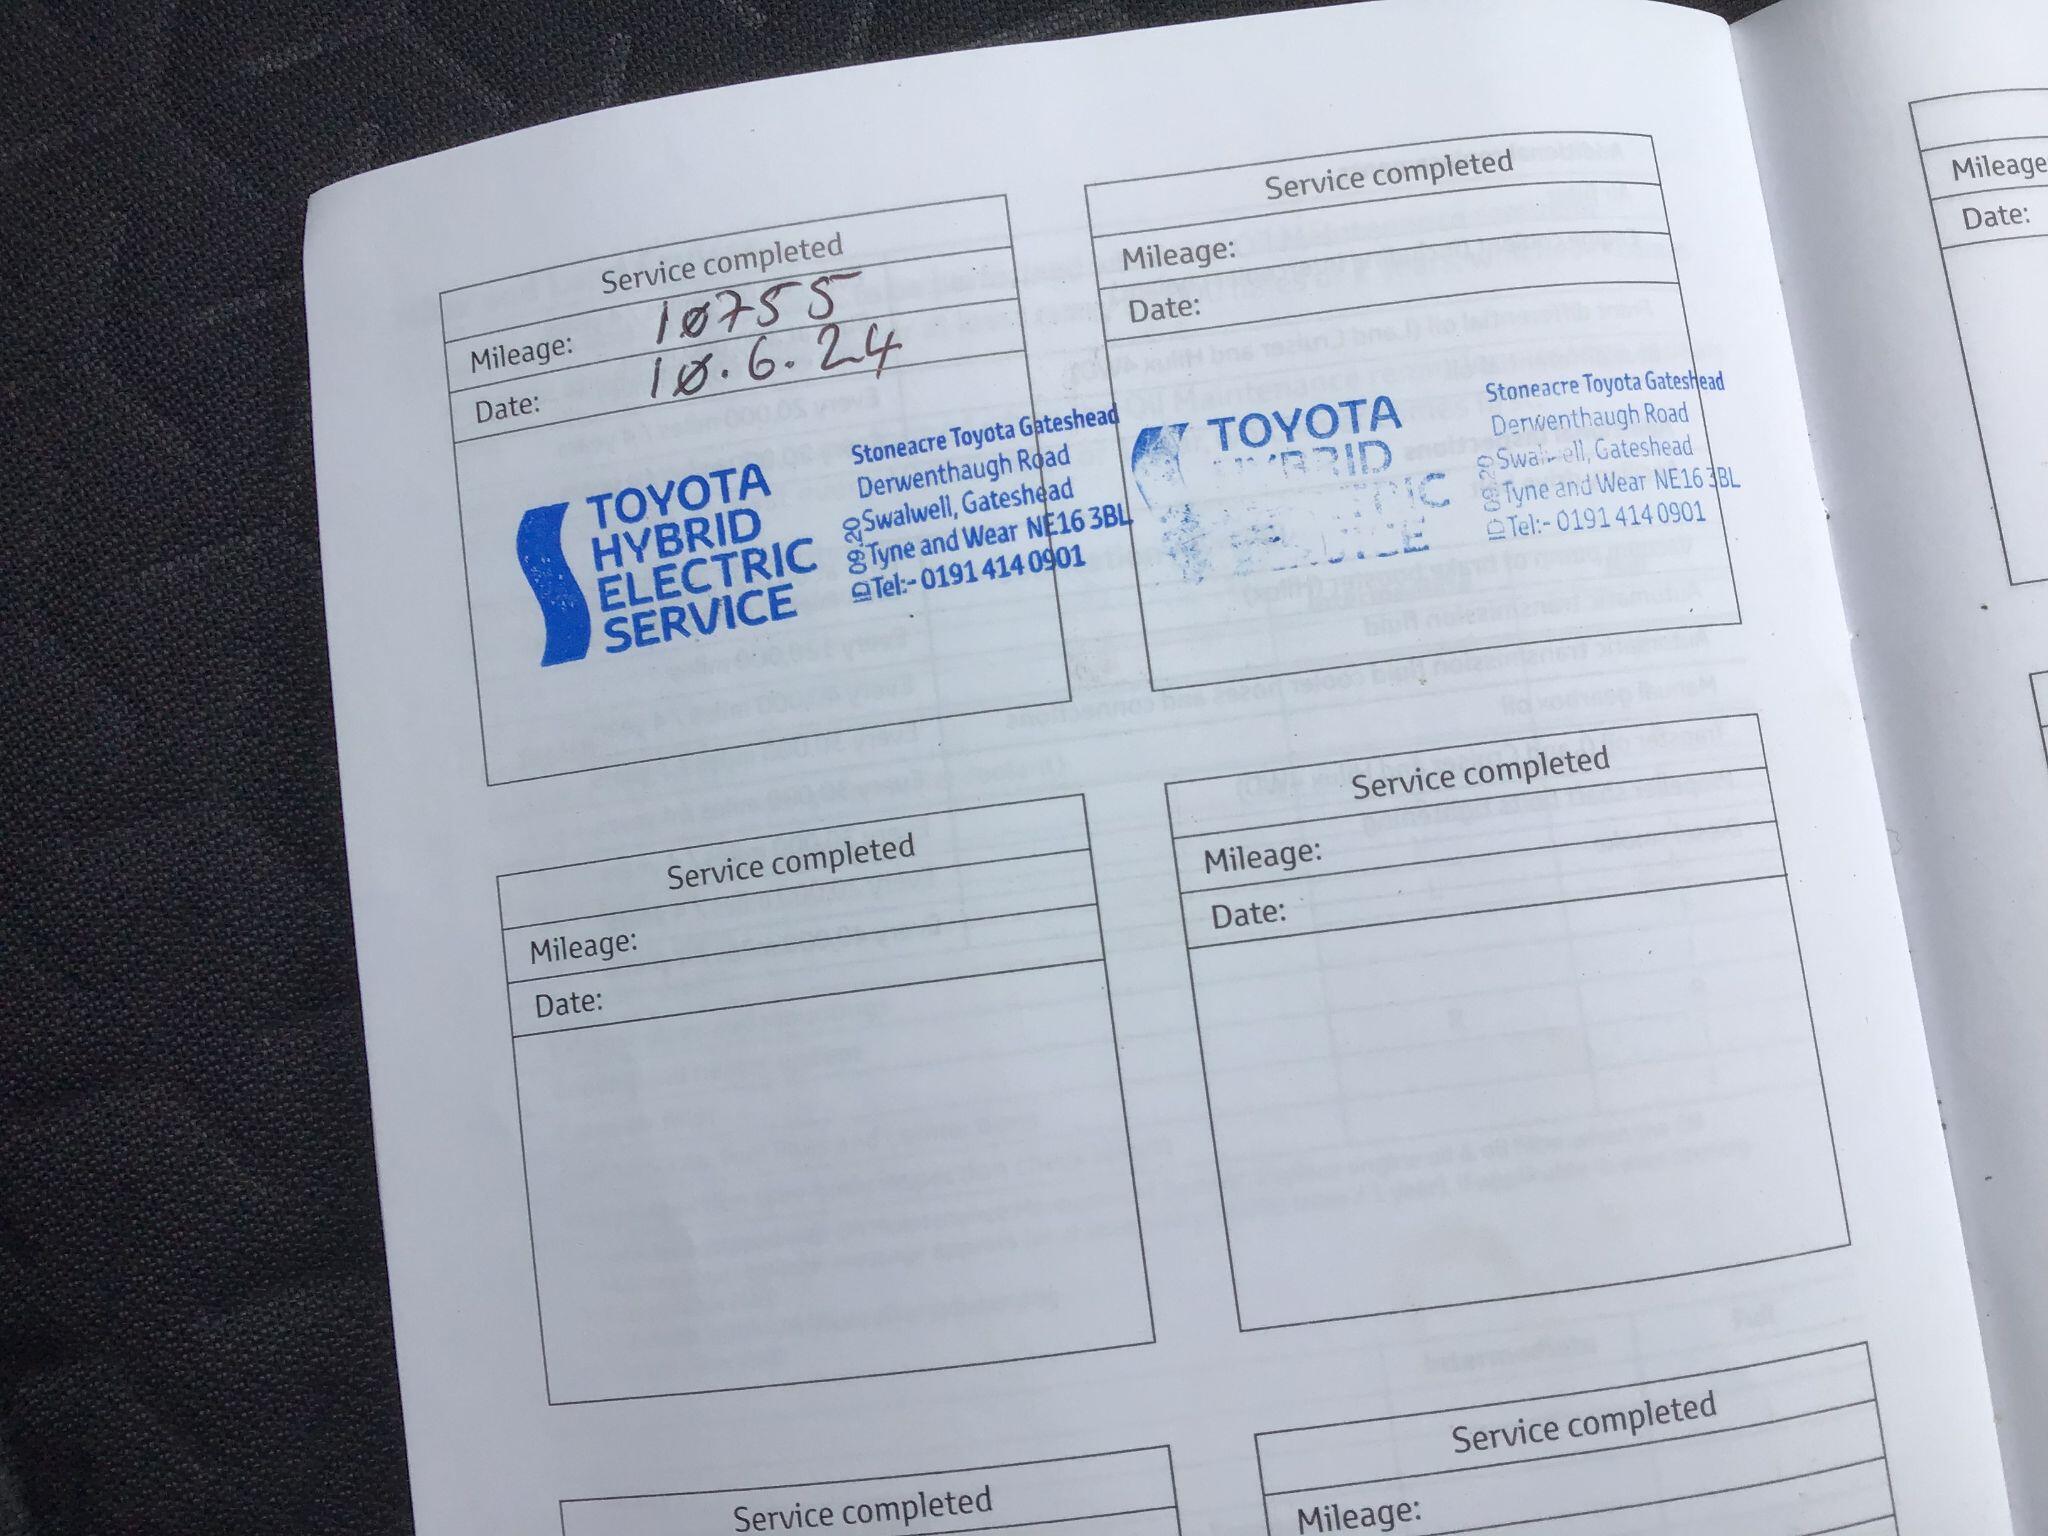 Service completed
Mileage: 10755
Date: 10.6.24
TOYOTA
HYBRID
ELECTRIC
SERVICE
Stoneacre Toyota Gateshead
Derwenthaugh Road
Swalwell, Gateshead
Tyne and Wear NE16 3BL
Tel:- 0191 414 0901
ID 09.20
Service completed
Mileage:
Date:
TOYOTA
HYBRID
Stoneacre Toyota Gateshead
Derwenthaugh Road
Swalwell, Gateshead
Tyne and Wear NE16 3BL
Tel:- 0191 414 0901
ID 09.20
Mileage
Date:
Service completed
Mileage:
Date:
Service completed
Mileage:
Date:
Service completed
Service completed
Mileage: